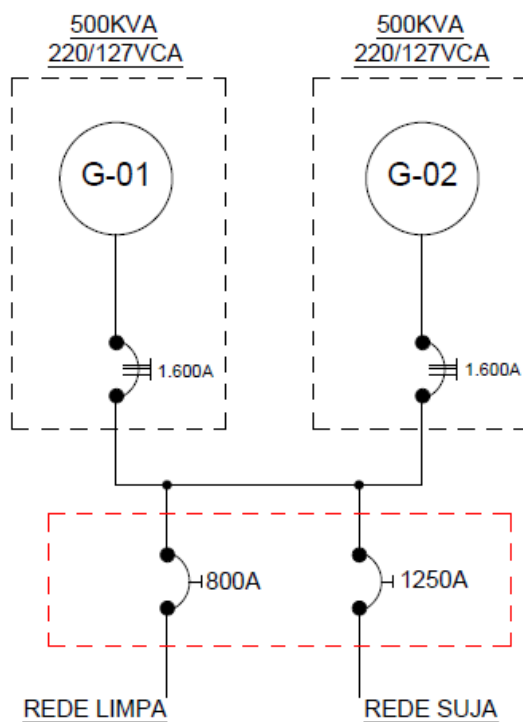 500KVA
220/127VCA
500KVA
220/127VCA
G-01
G-02
1.600A
1.600A
800A
1250A
REDE LIMPA
REDE SUJA